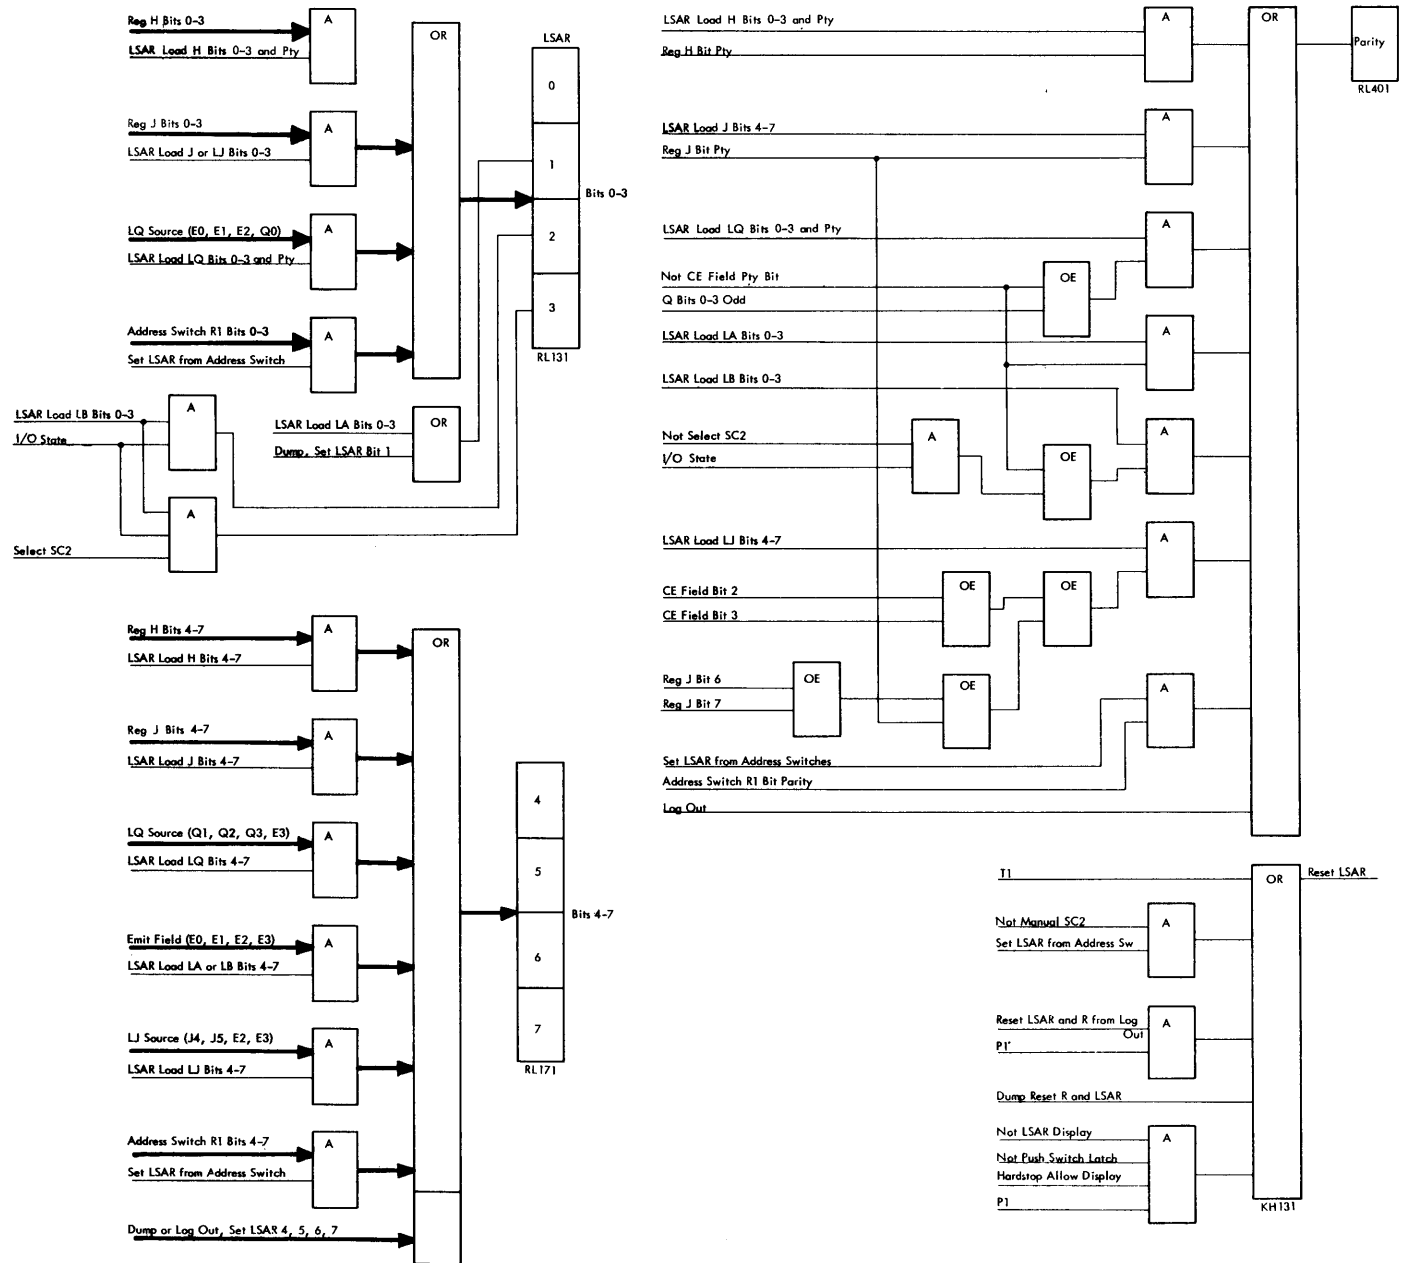 Reg H Bits 0-3
A
LSAR Load H Bits 0-3 and Pty
OR
LSAR
0
Reg J Bits 0-3
A
LSAR Load J or LJ Bits 0-3
1
Bits 0-3
LQ Source (E0, E1, E2, Q0)
A
LSAR Load LQ Bits 0-3 and Pty
2
3
Address Switch R1 Bits 0-3
A
Set LSAR from Address Switch
RL131
LSAR Load LB Bits 0-3
A
I/O State
LSAR Load LA Bits 0-3
OR
Dump, Set LSAR Bit 1
A
Select SC2
Reg H Bits 4-7
A
LSAR Load H Bits 4-7
OR
Reg J Bits 4-7
A
LSAR Load J Bits 4-7
4
LQ Source (Q1, Q2, Q3, E3)
A
LSAR Load LQ Bits 4-7
5
Bits 4-7
Emit Field (E0, E1, E2, E3)
A
LSAR Load LA or LB Bits 4-7
6
7
LJ Source (J4, J5, E2, E3)
A
LSAR Load LJ Bits 4-7
RL171
Address Switch R1 Bits 4-7
A
Set LSAR from Address Switch
Dump or Log Out, Set LSAR 4, 5, 6, 7
LSAR Load H Bits 0-3 and Pty
A
OR
Reg H Bit Pty
Parity
RL401
LSAR Load J Bits 4-7
A
Reg J Bit Pty
LSAR Load LQ Bits 0-3 and Pty
A
Not CE Field Pty Bit
OE
Q Bits 0-3 Odd
LSAR Load LA Bits 0-3
A
LSAR Load LB Bits 0-3
A
Not Select SC2
A
I/O State
OE
LSAR Load LJ Bits 4-7
A
CE Field Bit 2
OE
OE
CE Field Bit 3
Reg J Bit 6
OE
OE
A
Reg J Bit 7
Set LSAR from Address Switches
Address Switch R1 Bit Parity
Log Out
T1
OR
Reset LSAR
Not Manual SC2
A
Set LSAR from Address Sw
Reset LSAR and R from Log
Out
A
P1
Dump Reset R and LSAR
Not LSAR Display
A
Not Push Switch Latch
Hardstop Allow Display
P1
KH131